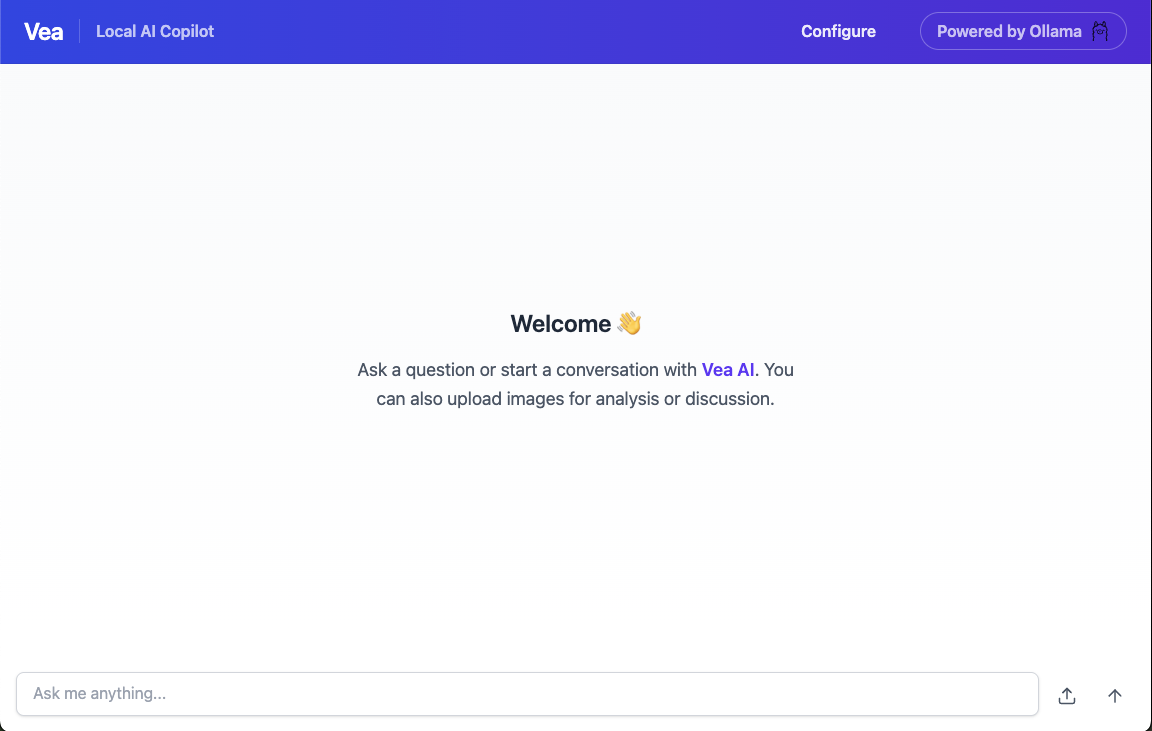 Vea
Local AI Copilot
Configure
Powered by Ollama
Welcome 👋
Ask a question or start a conversation with Vea AI. You
can also upload images for analysis or discussion.
Ask me anything...